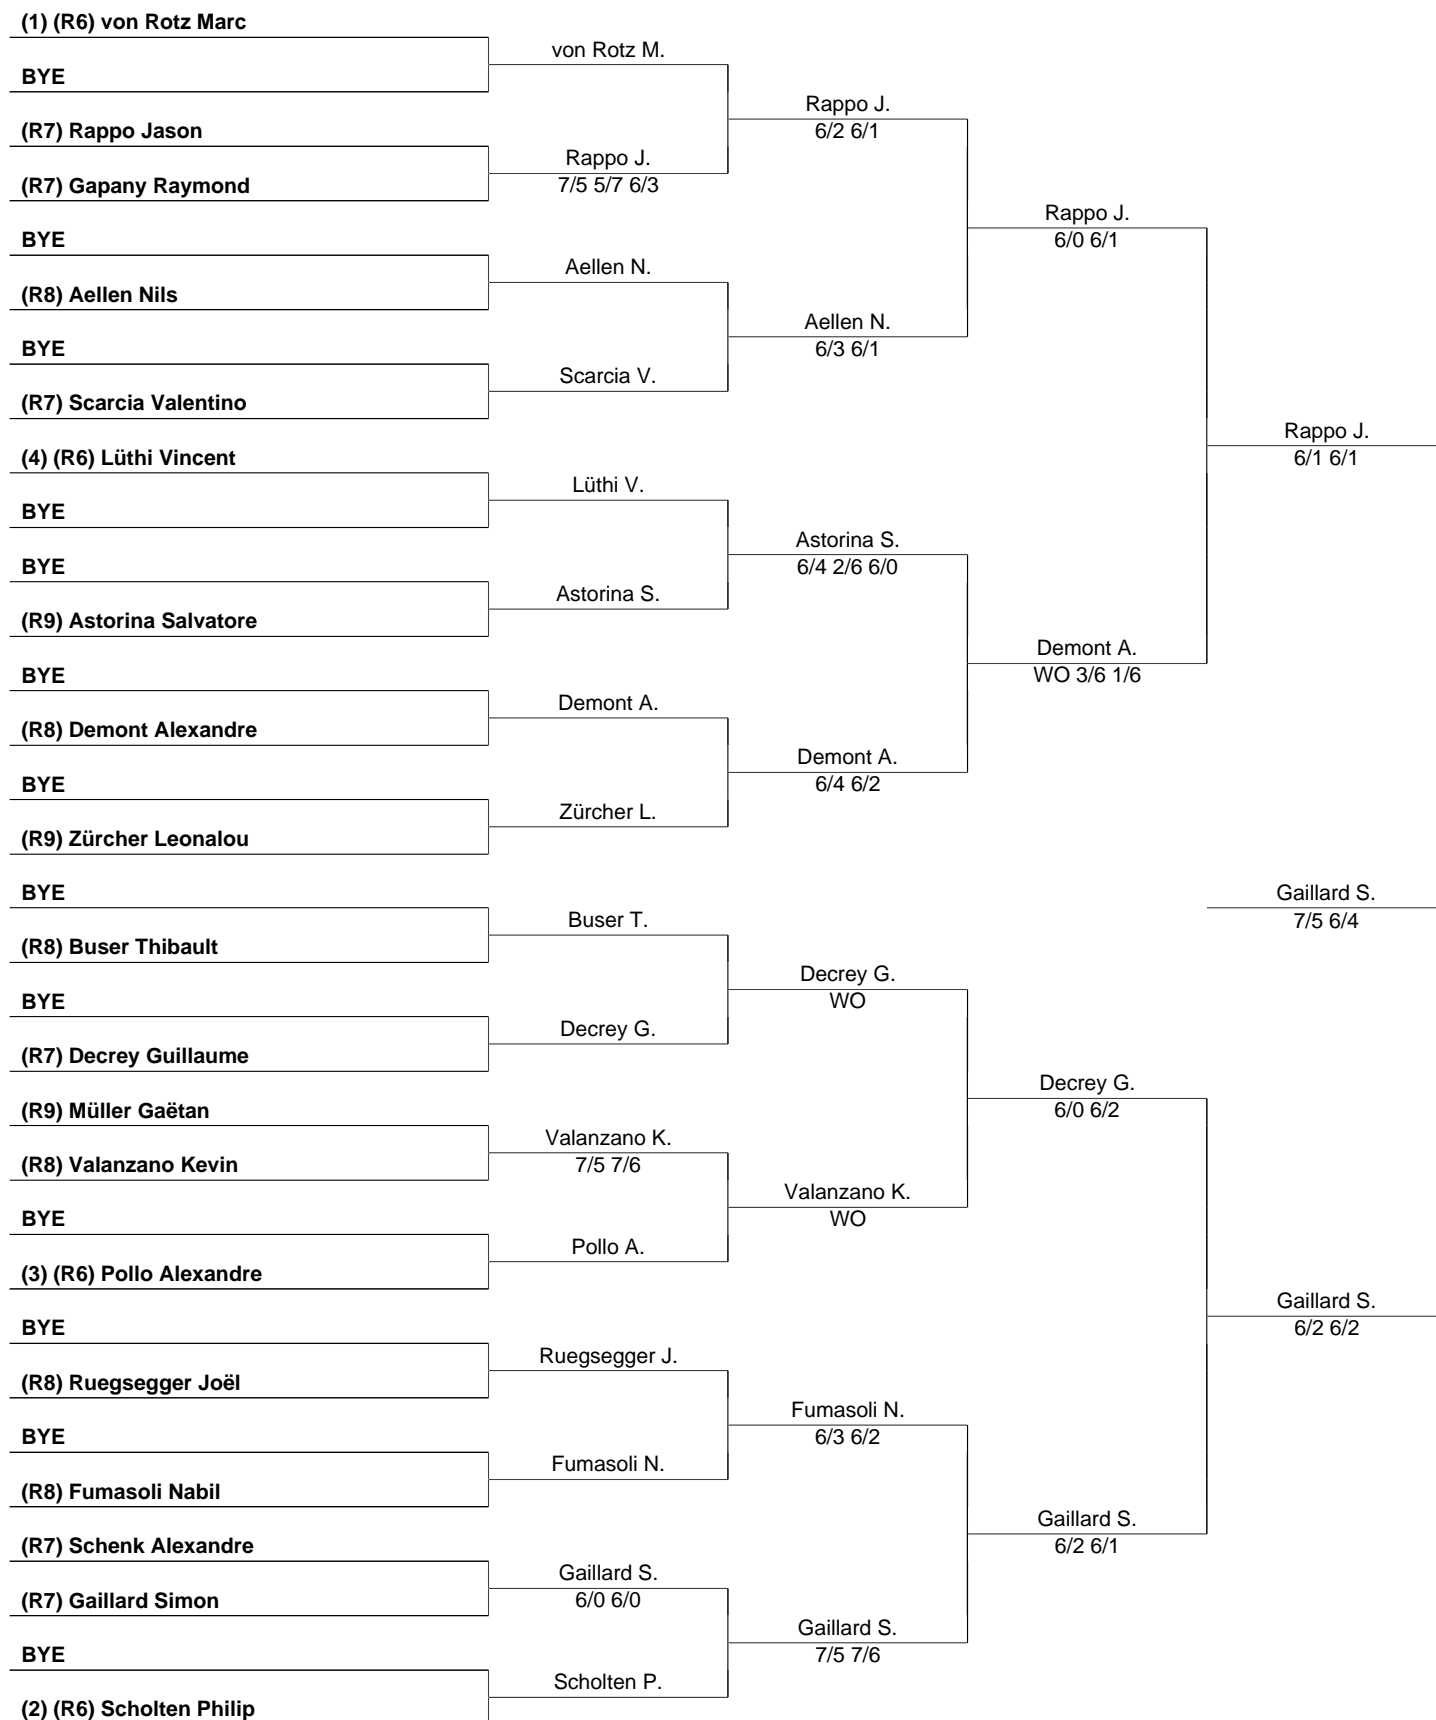 (1) (R6) von Rotz Marc
BYE
(R7) Rappo Jason
(R7) Gapany Raymond
BYE
(R8) Aellen Nils
BYE
(R7) Scarcia Valentino
(4) (R6) Lüthi Vincent
BYE
BYE
(R9) Astorina Salvatore
BYE
(R8) Demont Alexandre
BYE
(R9) Zürcher Leonalou
BYE
(R8) Buser Thibault
BYE
(R7) Decrey Guillaume
(R9) Müller Gaëtan
(R8) Valanzano Kevin
BYE
(3) (R6) Pollo Alexandre
BYE
(R8) Ruegsegger Joël
BYE
(R8) Fumasoli Nabil
(R7) Schenk Alexandre
(R7) Gaillard Simon
BYE
(2) (R6) Scholten Philip
von Rotz M.
Rappo J.
7/5 5/7 6/3
Aellen N.
Scarcia V.
Lüthi V.
Astorina S.
Demont A.
Zürcher L.
Buser T.
Decrey G.
Valanzano K.
7/5 7/6
Pollo A.
Ruegsegger J.
Fumasoli N.
Gaillard S.
6/0 6/0
Scholten P.
Rappo J.
6/2 6/1
Aellen N.
6/3 6/1
Astorina S.
6/4 2/6 6/0
Demont A.
6/4 6/2
Decrey G.
WO
Valanzano K.
WO
Fumasoli N.
6/3 6/2
Gaillard S.
7/5 7/6
Rappo J.
6/0 6/1
Demont A.
WO 3/6 1/6
Decrey G.
6/0 6/2
Gaillard S.
6/2 6/1
Rappo J.
6/1 6/1
Gaillard S.
7/5 6/4
Gaillard S.
6/2 6/2